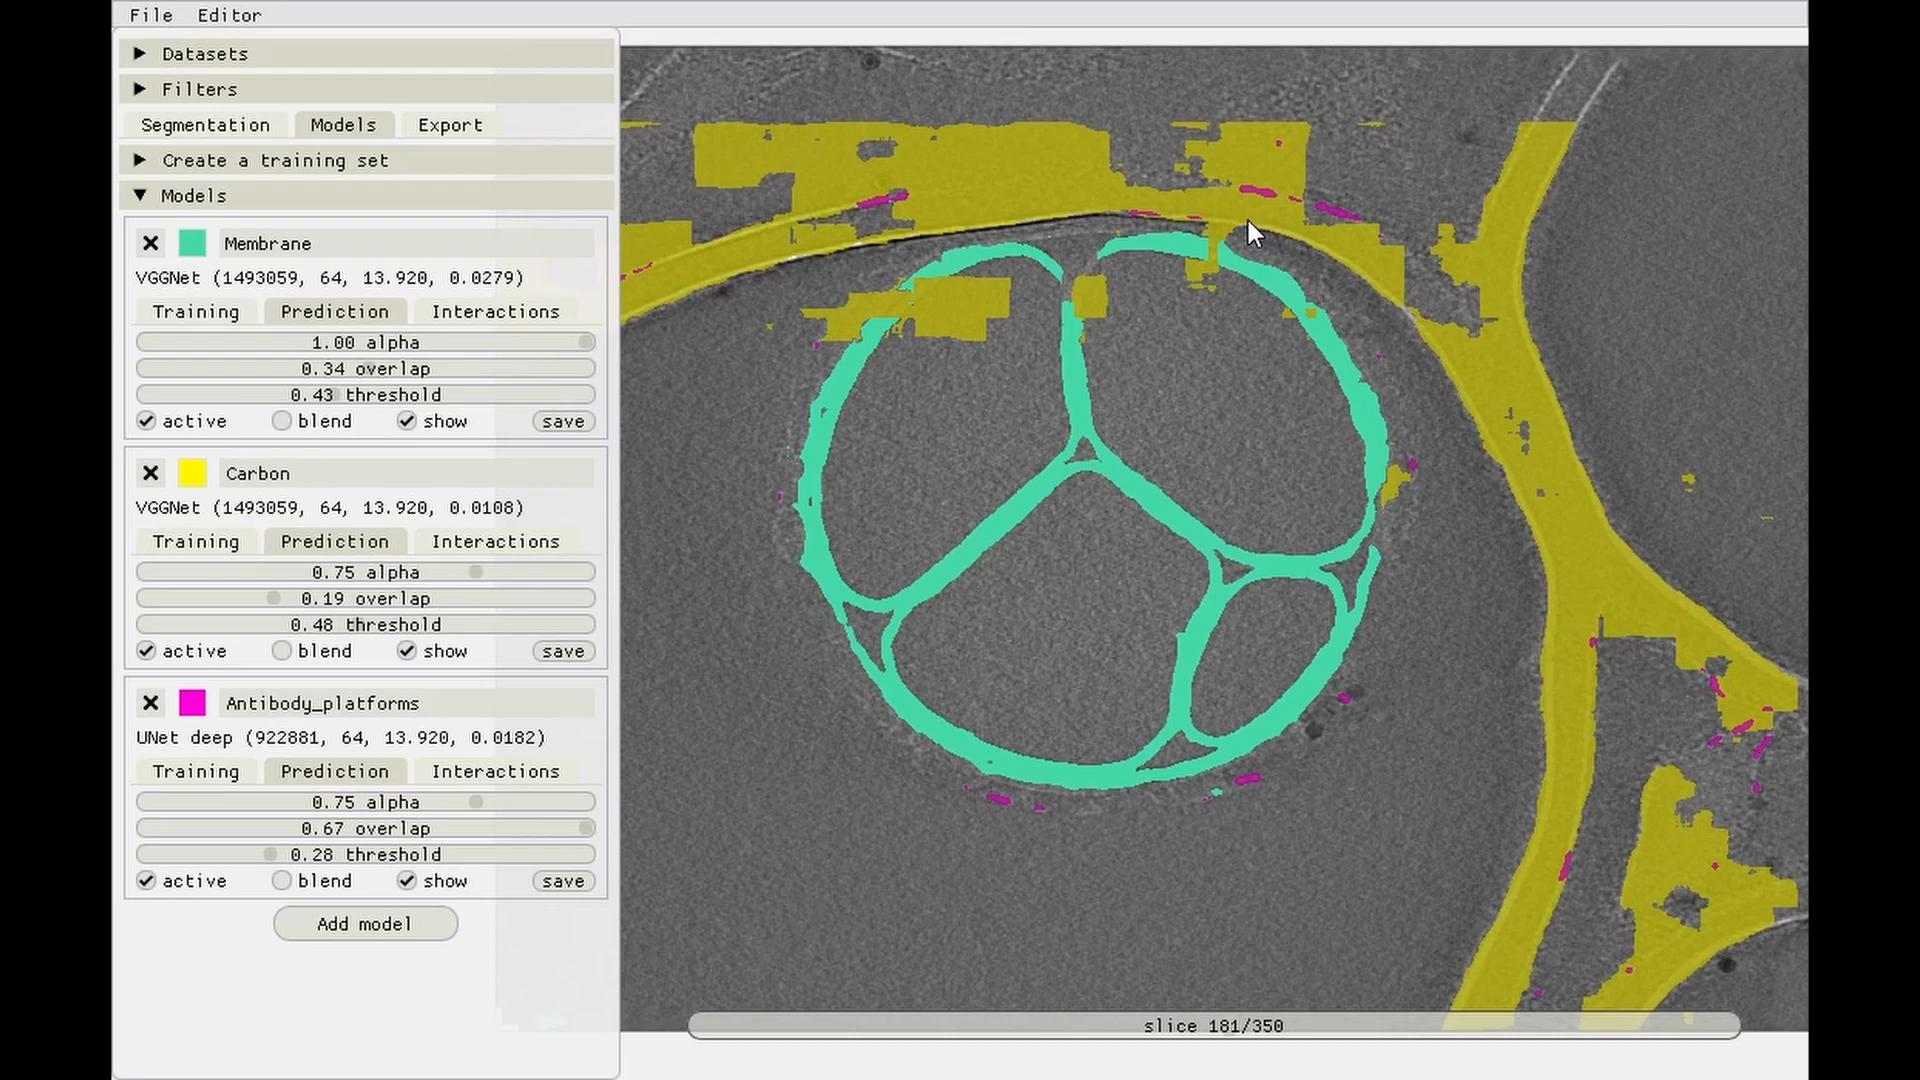 File Editor
Datasets
Filters
Segmentation Models Export
Create a training set
Models
Membrane
VGGNet (1493059, 64, 13.920, 0.0279)
Training Prediction Interactions
1.00 alpha
0.34 overlap
0.43 threshold
active blend show save
Carbon
VGGNet (1493059, 64, 13.920, 0.0108)
Training Prediction Interactions
0.75 alpha
0.19 overlap
0.48 threshold
active blend show save
Antibody_platforms
UNet deep (922881, 64, 13.920, 0.0182)
Training Prediction Interactions
0.75 alpha
0.67 overlap
0.28 threshold
active blend show save
Add model
slice 181/350